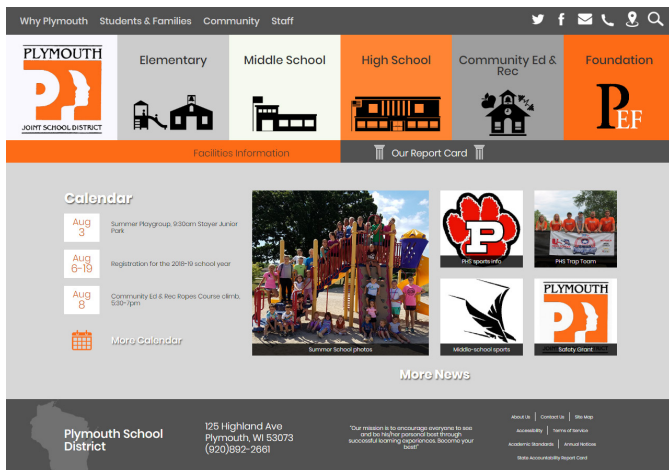 Why Plymouth Students & Families Community Staff
PLYMOUTH
JOINT SCHOOL DISTRICT
Elementary
Middle School
High School
Community Ed &
Rec
Foundation
PEF
Facilities Information
Our Report Card
Calendar
Aug
3
Summer Playgroup, 9:30am Stayer Junior
Park
Aug
6-19
Registration for the 2018-19 school year
Aug
8
Community Ed & Rec Ropes Course climb,
5:30-7pm
More Calendar
Summer School photos
P
PHS sports info
PHS Trap Team
Middle-school sports
PLYMOUTH
Safety Grant
More News
Plymouth School
District
125 Highland Ave
Plymouth, WI 53073
(920)892-2661
"Our mission is to encourage everyone to see
and be his/her personal best through
successful learning experiences. Become your
best!"
About Us
Contact Us
Site Map
Accessibility
Terms of Service
Academic Standards
Annual Notices
State Accountability Report Card